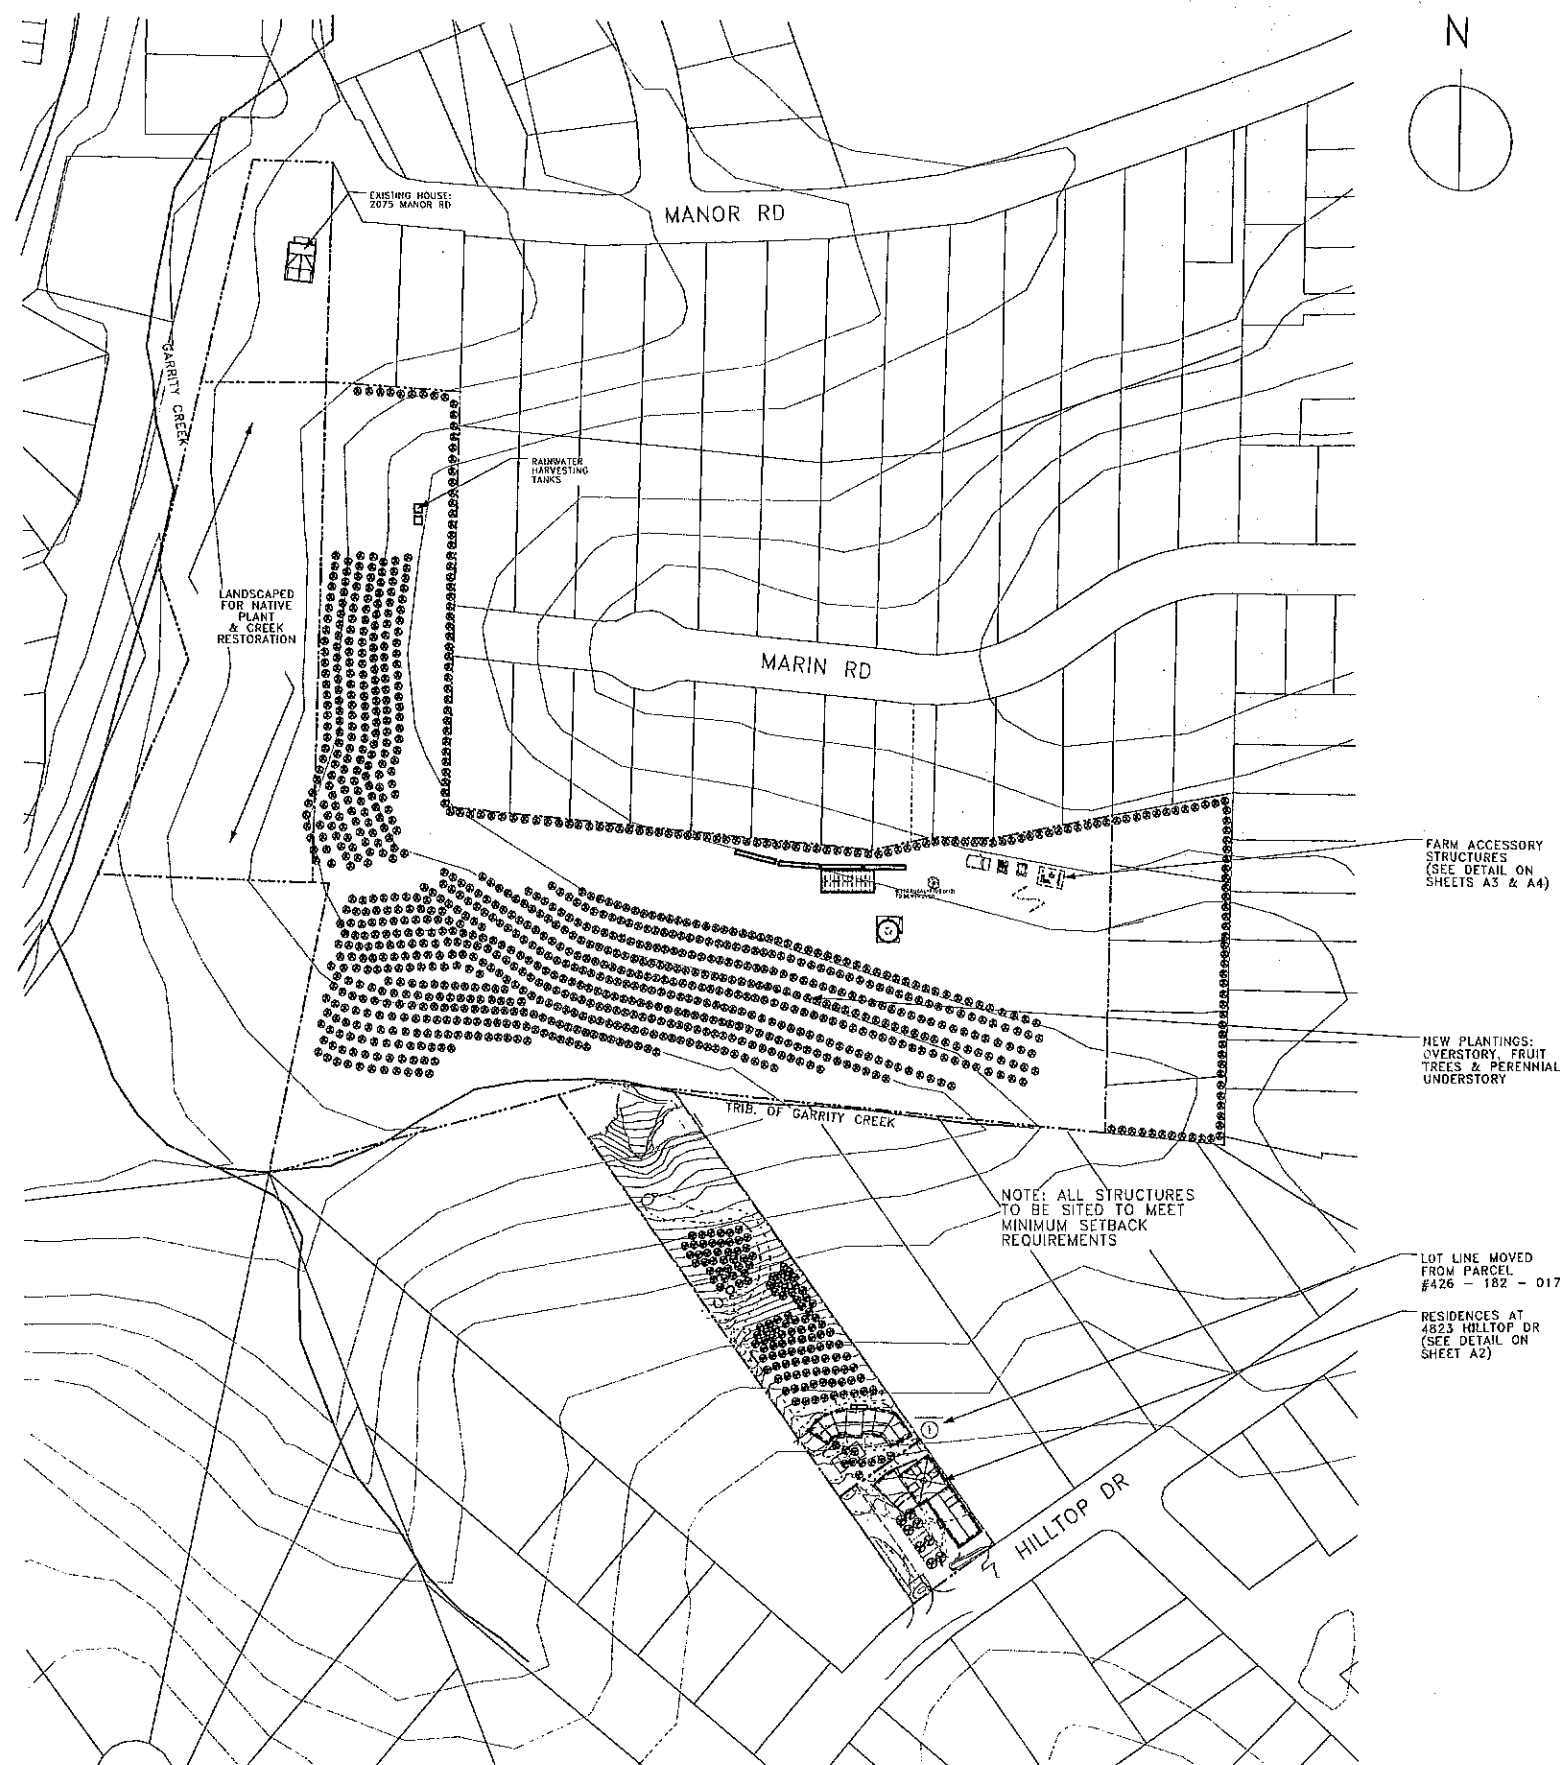 N
EXISTING HOUSE:
2075 MANOR RD
MANOR RD
GARRITY CREEK
RAINWATER
HARVESTING
TANKS
LANDSCAPED
FOR NATIVE
PLANT
& CREEK
RESTORATION
MARIN RD
FARM ACCESSORY
STRUCTURES
(SEE DETAIL ON
SHEETS A3 & A4)
NEW PLANTINGS:
OVERSTORY, FRUIT
TREES & PERENNIAL
UNDERSTORY
TRIB. OF GARRITY CREEK
NOTE: ALL STRUCTURES
TO BE SITED TO MEET
MINIMUM SETBACK
REQUIREMENTS
LOT LINE MOVED
FROM PARCEL
#426 - 182 - 017
RESIDENCES AT
4823 HILLTOP DR
(SEE DETAIL ON
SHEET A2)
1
HILLTOP DR